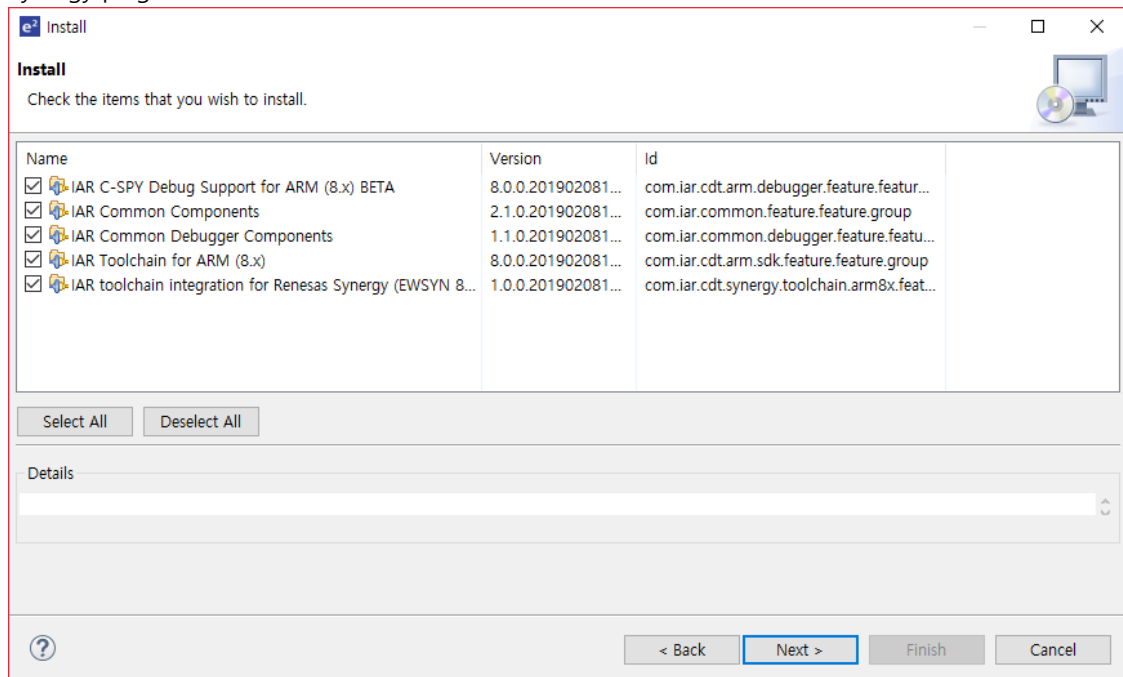 e² Install
Install
Check the items that you wish to install.
Name Version Id
IAR C-SPY Debug Support for ARM (8.x) BETA 8.0.0.201902081... com.iar.cdt.arm.debugger.feature.featur...
IAR Common Components 2.1.0.201902081... com.iar.common.feature.feature.group
IAR Common Debugger Components 1.1.0.201902081... com.iar.common.debugger.feature.featu...
IAR Toolchain for ARM (8.x) 8.0.0.201902081... com.iar.cdt.arm.sdk.feature.feature.group
IAR toolchain integration for Renesas Synergy (EWSYN 8... 1.0.0.201902081... com.iar.cdt.synergy.toolchain.arm8x.feat...
Select All Deselect All
Details
? < Back Next > Finish Cancel